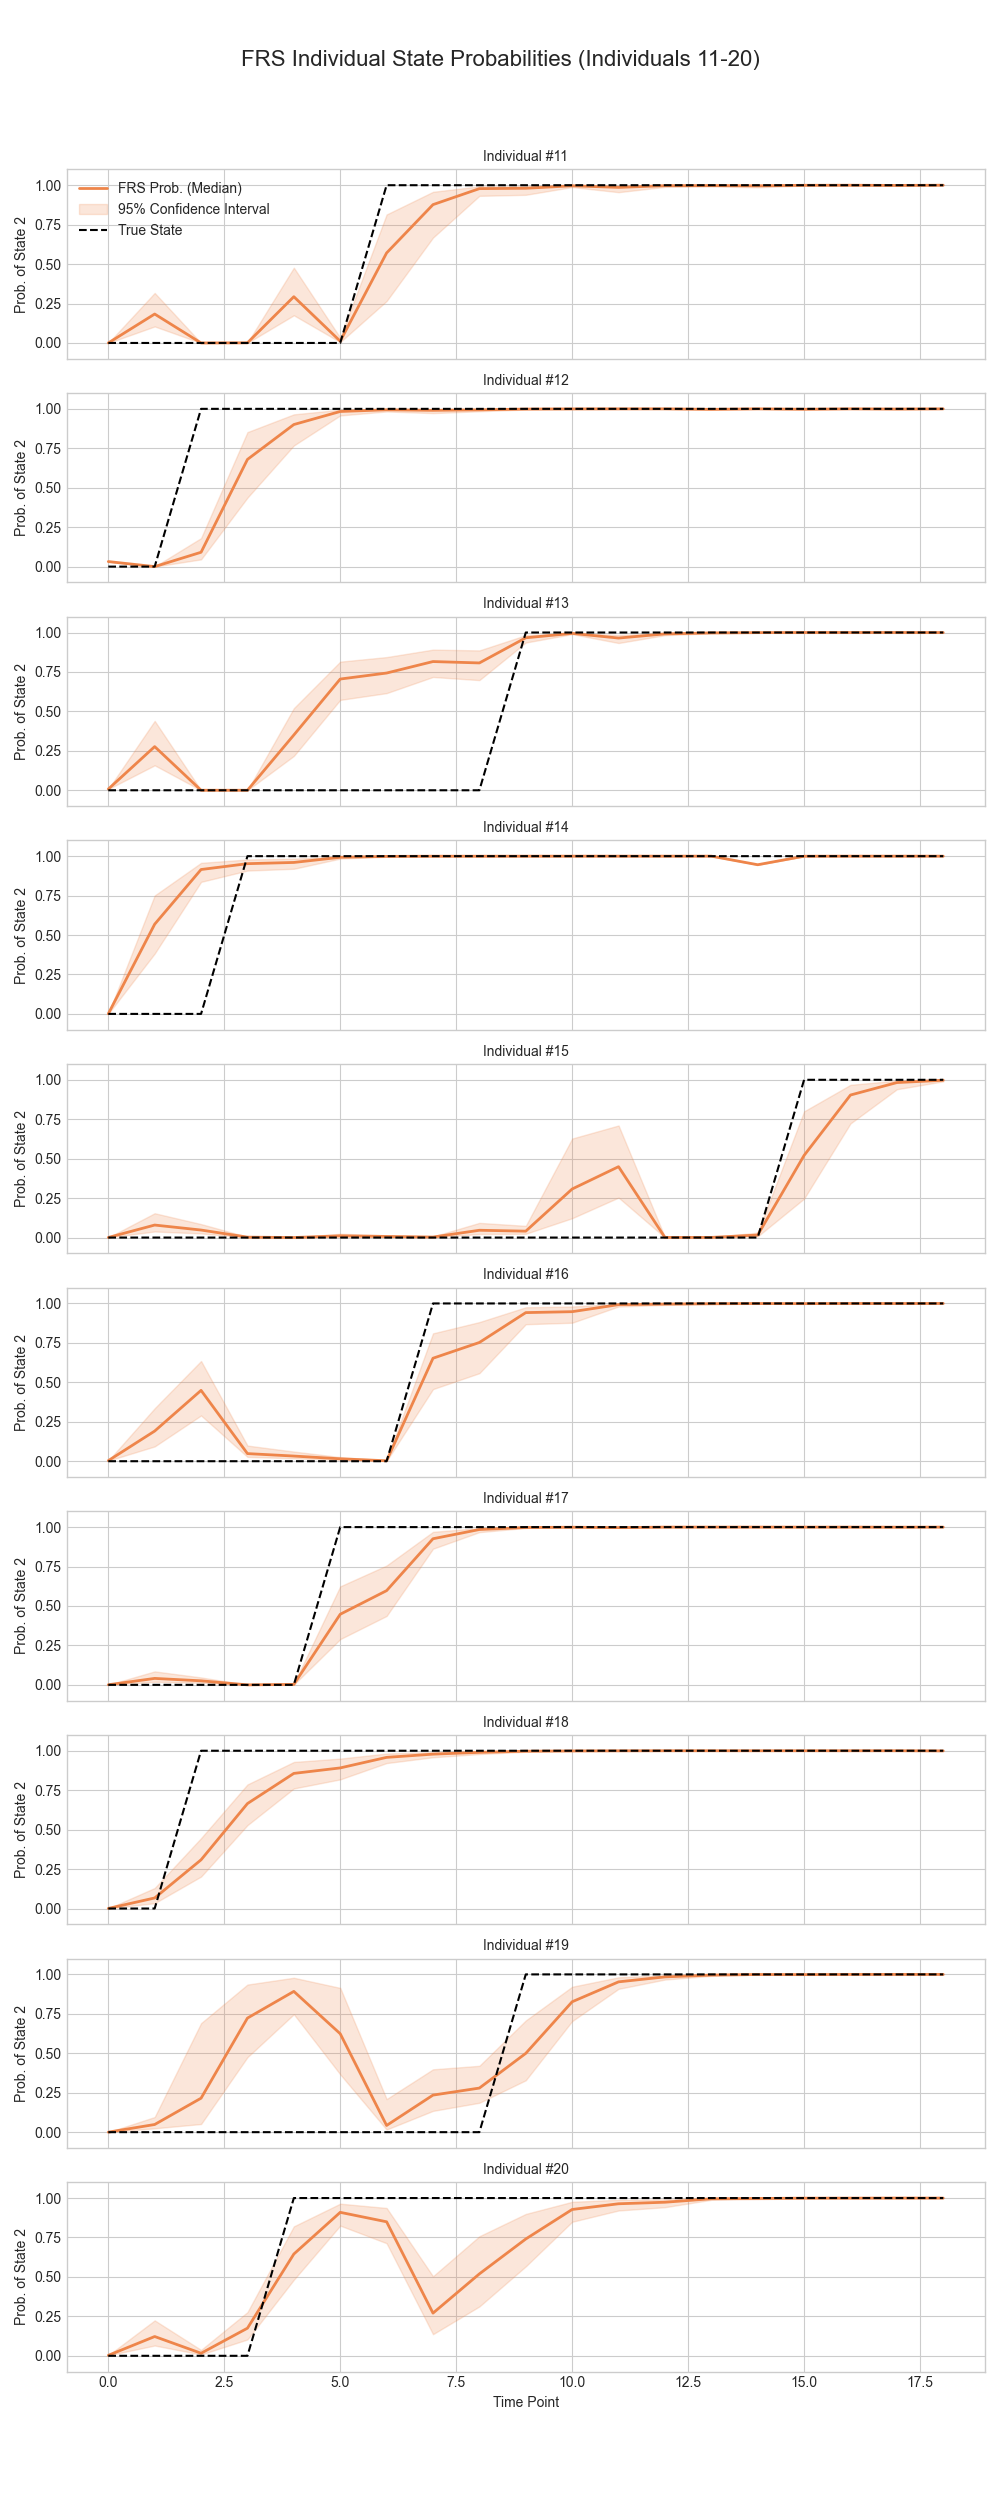 FRS Individual State Probabilities (Individuals 11-20)
Individual #11
FRS Prob. (Median)
95% Confidence Interval
True State
Prob. of State 2
1.00
0.75
0.50
0.25
0.00
Individual #12
Prob. of State 2
1.00
0.75
0.50
0.25
0.00
Individual #13
Prob. of State 2
1.00
0.75
0.50
0.25
0.00
Individual #14
Prob. of State 2
1.00
0.75
0.50
0.25
0.00
Individual #15
Prob. of State 2
1.00
0.75
0.50
0.25
0.00
Individual #16
Prob. of State 2
1.00
0.75
0.50
0.25
0.00
Individual #17
Prob. of State 2
1.00
0.75
0.50
0.25
0.00
Individual #18
Prob. of State 2
1.00
0.75
0.50
0.25
0.00
Individual #19
Prob. of State 2
1.00
0.75
0.50
0.25
0.00
Individual #20
Prob. of State 2
1.00
0.75
0.50
0.25
0.00
0.0 2.5 5.0 7.5 10.0 12.5 15.0 17.5
Time Point